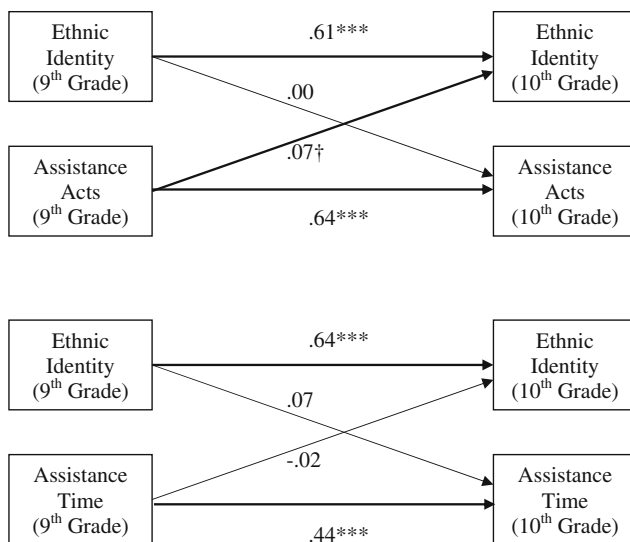 Ethnic
Identity
(9th Grade)
.61***
Ethnic
Identity
(10th Grade)
.00
.07†
Assistance
Acts
(9th Grade)
.64***
Assistance
Acts
(10th Grade)
Ethnic
Identity
(9th Grade)
.64***
Ethnic
Identity
(10th Grade)
.07
-.02
Assistance
Time
(9th Grade)
.44***
Assistance
Time
(10th Grade)